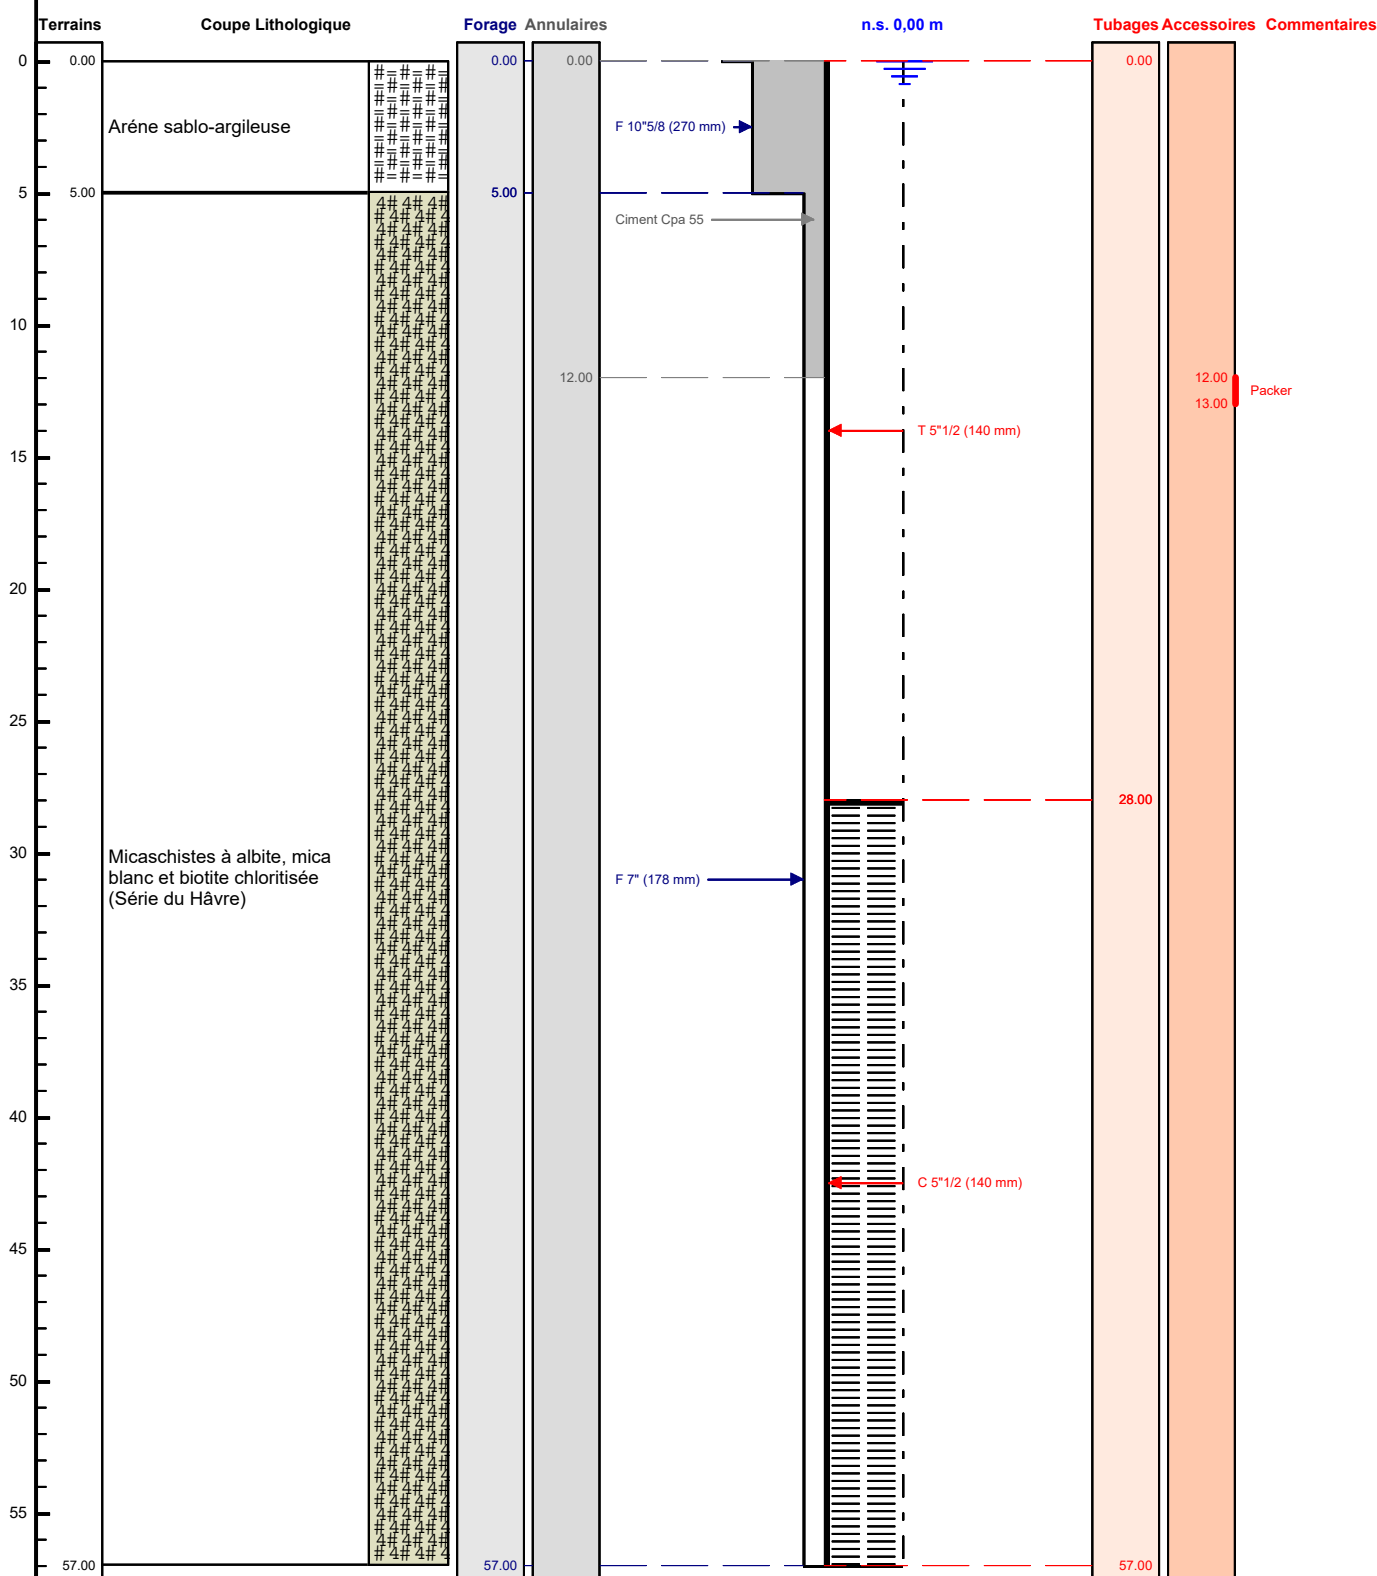 Terrains Coupe Lithologique Forage Annulaires n.s. 0,00 m Tubages Accessoires Commentaires
0 0.00 0.00 0.00 0.00
Aréne sablo-argileuse F 10"5/8 (270 mm)
5 5.00 5.00
Ciment Cpa 55
10
12.00 12.00
Packer
13.00
T 5"1/2 (140 mm)
15
20
25
28.00
30
Micaschistes à albite, mica
blanc et biotite chloritisée
(Série du Hâvre)
F 7" (178 mm)
35
40
C 5"1/2 (140 mm)
45
50
55
57.00 57.00 57.00